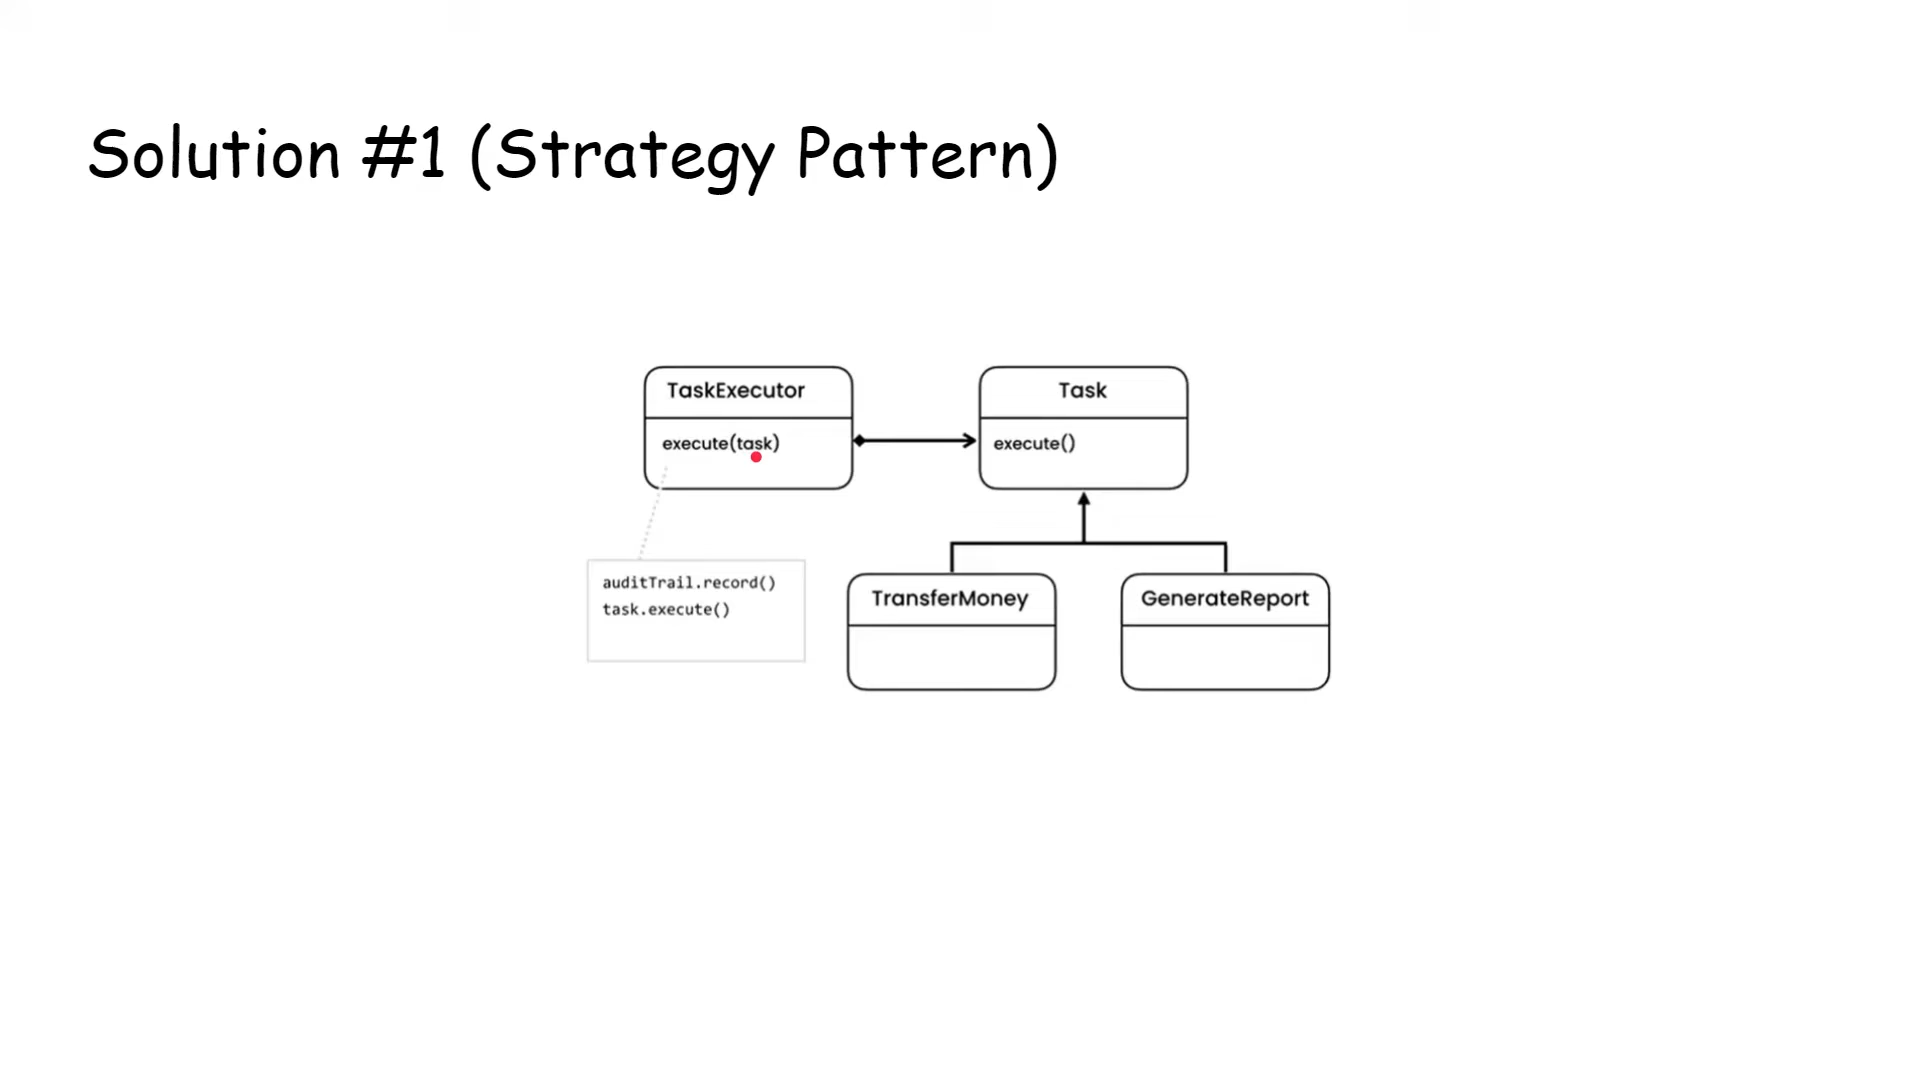 Solution #1 (Strategy Pattern)
TaskExecutor
execute(task)
Task
execute()
auditTrail.record()
task.execute()
TransferMoney
GenerateReport